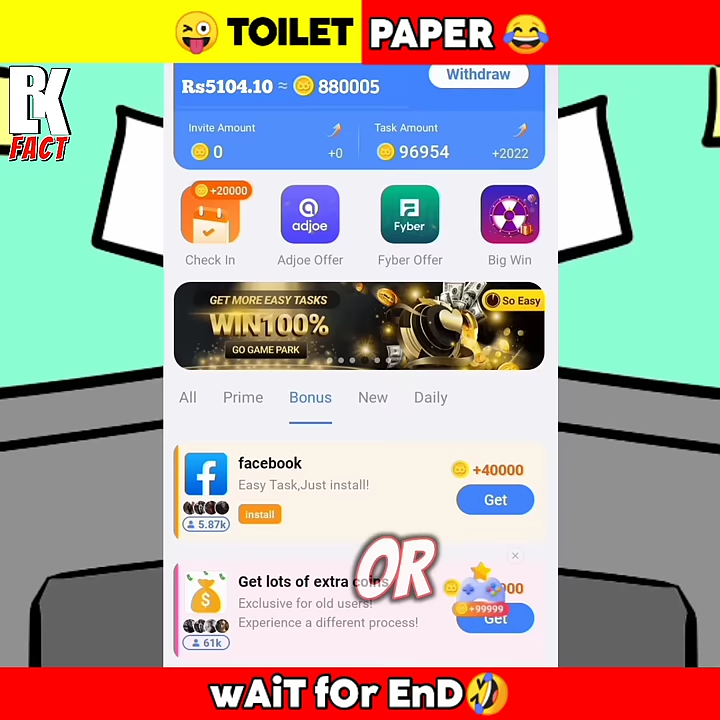 😜 TOILET PAPER 😂
BK
FACT
Rs5104.10 ≈ 880005
Withdraw
Invite Amount
0 +0
Task Amount
96954 +2022
+20000
adjoe
Fyber
Check In Adjoe Offer Fyber Offer Big Win
GET MORE EASY TASKS
So Easy
WIN100%
GO GAME PARK
All Prime Bonus New Daily
facebook
+40000
Easy Task,Just install!
Get
install
5.87k
OR
Get lots of extra coins
Exclusive for old users!
+99999
Experience a different process!
Get
61k
wAiT fOr EnD🤣